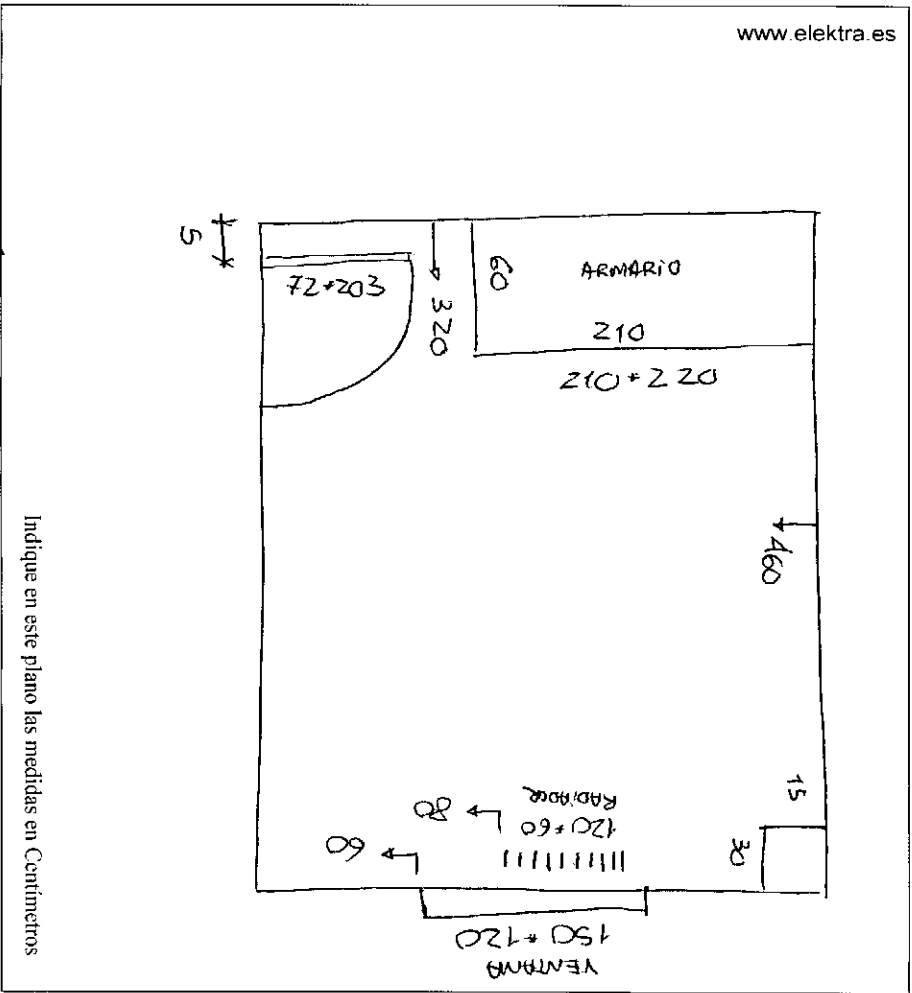 www.elektra.es
5
72*203
320
60
ARMARIO
210
210*220
460
15
30
80
RADIADOR
120*60
60
150*120
VENTANA
Indique en este plano las medidas en Centímetros